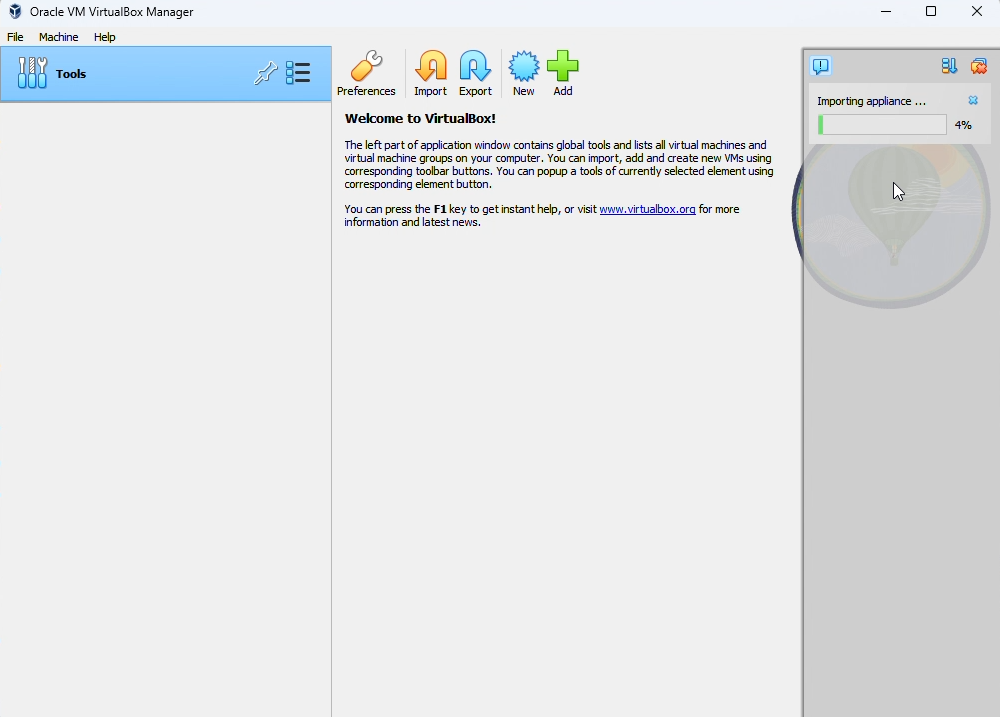 Oracle VM VirtualBox Manager
File Machine Help
Tools
Preferences Import Export New Add
Welcome to VirtualBox!
The left part of application window contains global tools and lists all virtual machines and
virtual machine groups on your computer. You can import, add and create new VMs using
corresponding toolbar buttons. You can popup a tools of currently selected element using
corresponding element button.
You can press the F1 key to get instant help, or visit www.virtualbox.org for more
information and latest news.
Importing appliance ...
4%